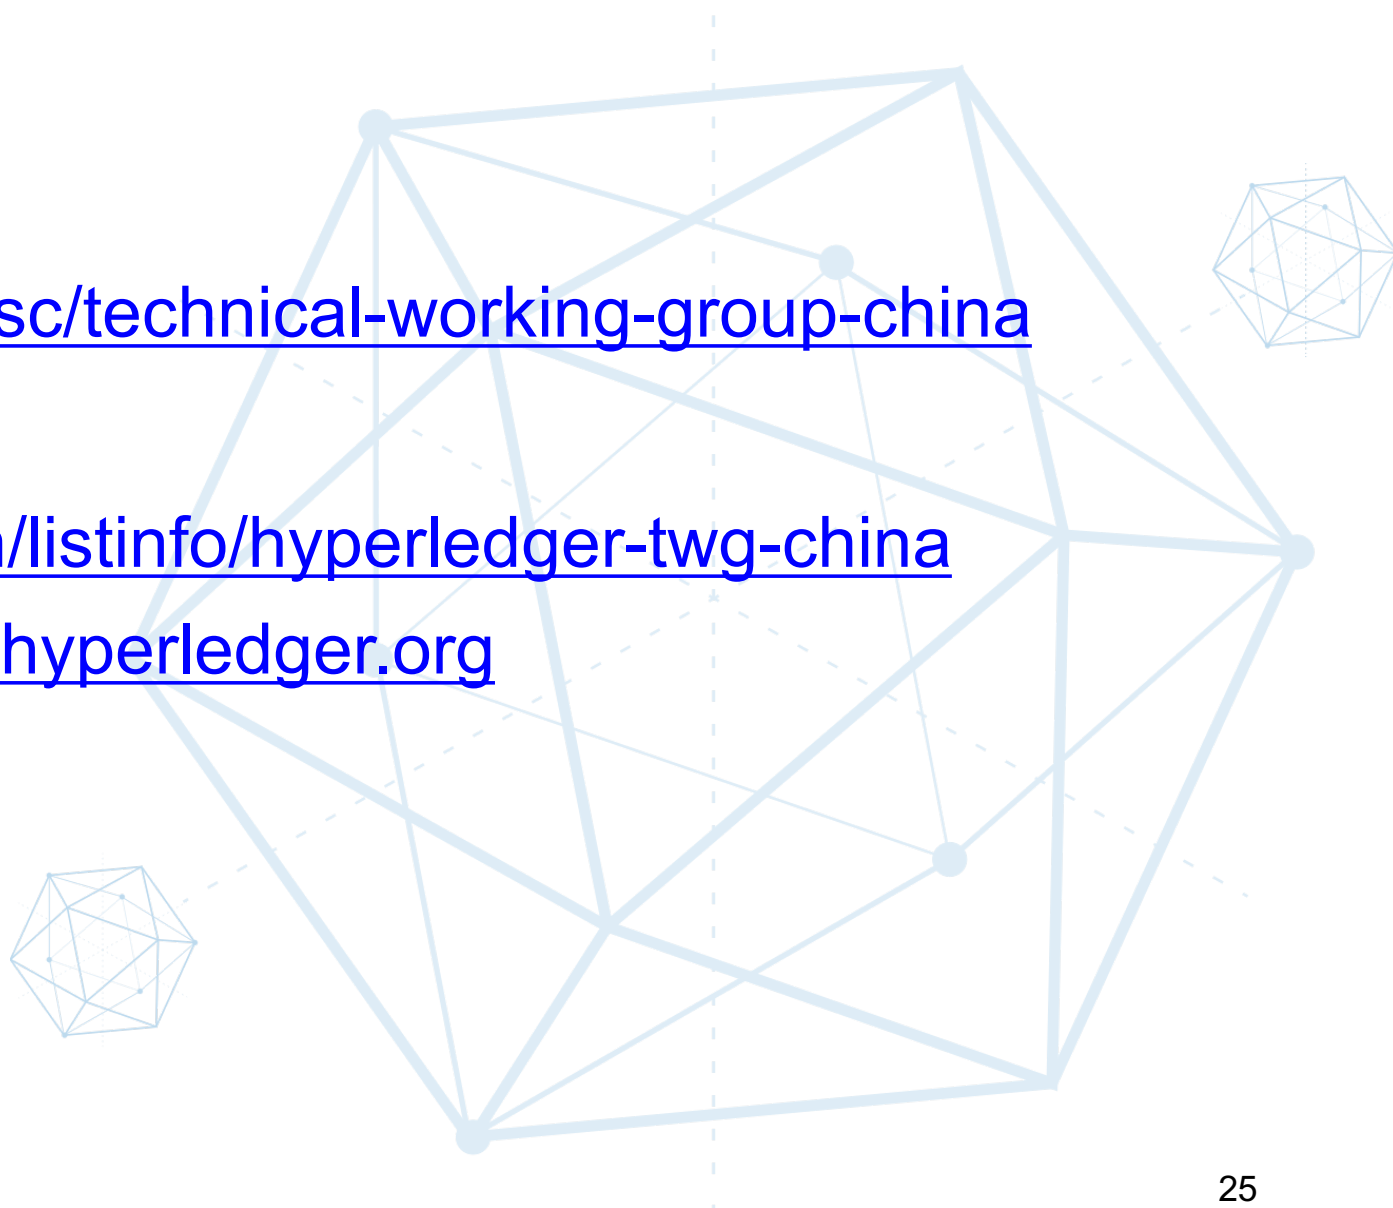 sc/technical-working-group-china
/listinfo/hyperledger-twg-china
hyperledger.org
25